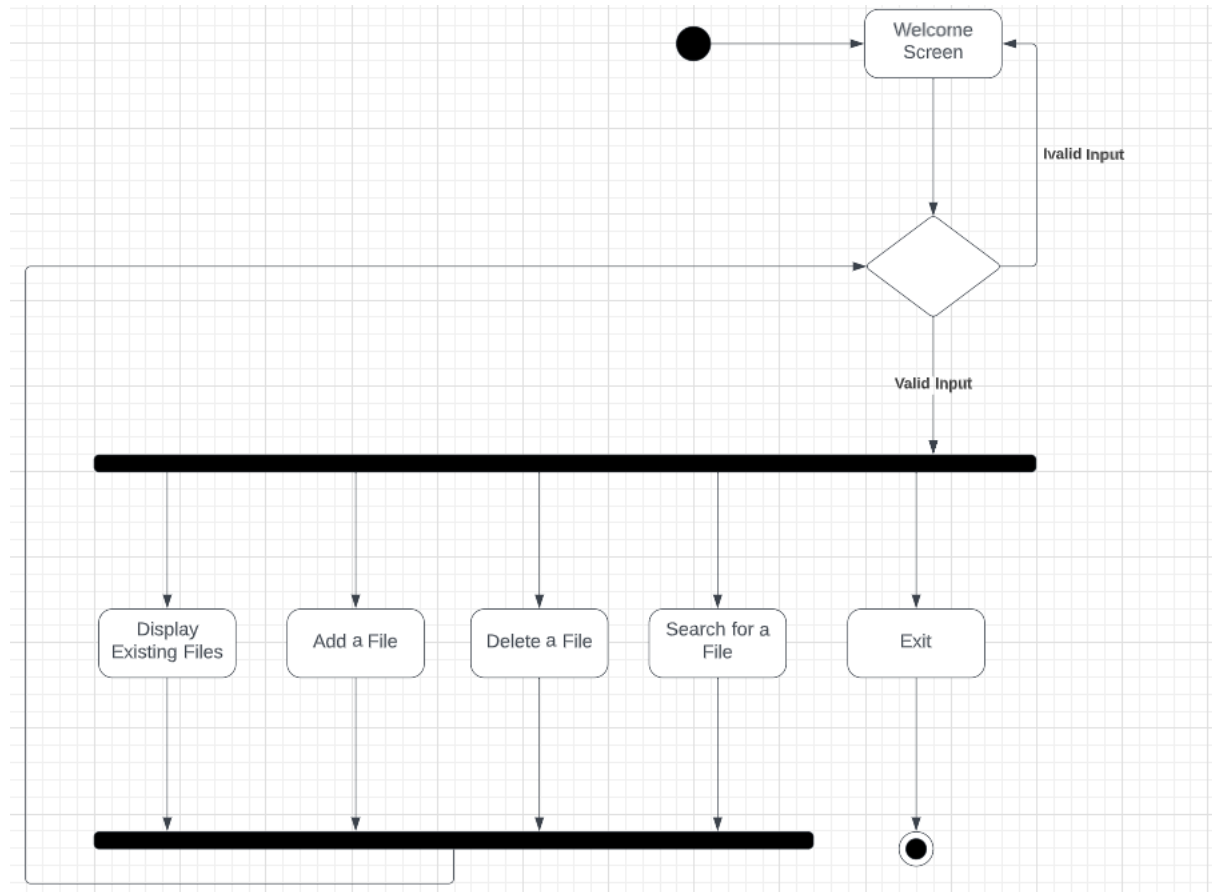 Welcome
Screen
Ivalid Input
Valid Input
Display
Existing Files
Add a File
Delete a File
Search for a
File
Exit